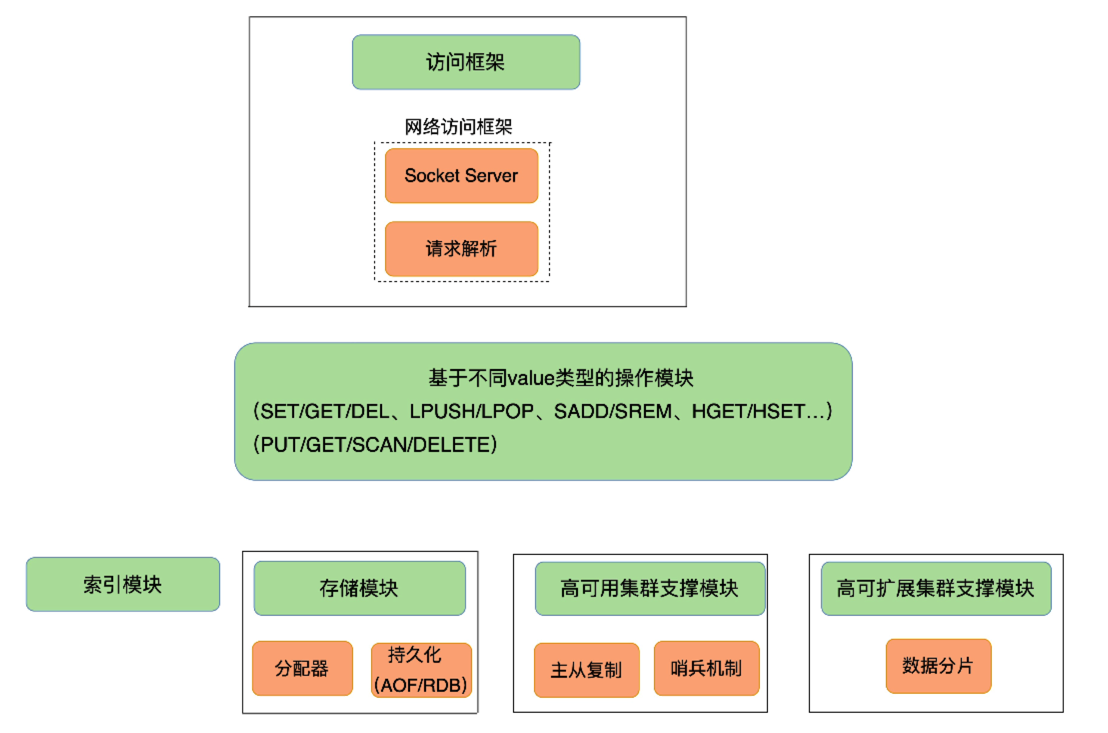 访问框架
网络访问框架
Socket Server
请求解析
基于不同value类型的操作模块
（SET/GET/DEL、LPUSH/LPOP、SADD/SREM、HGET/HSET...）
（PUT/GET/SCAN/DELETE）
索引模块
存储模块
分配器
持久化
(AOF/RDB)
高可用集群支撑模块
主从复制
哨兵机制
高可扩展集群支撑模块
数据分片